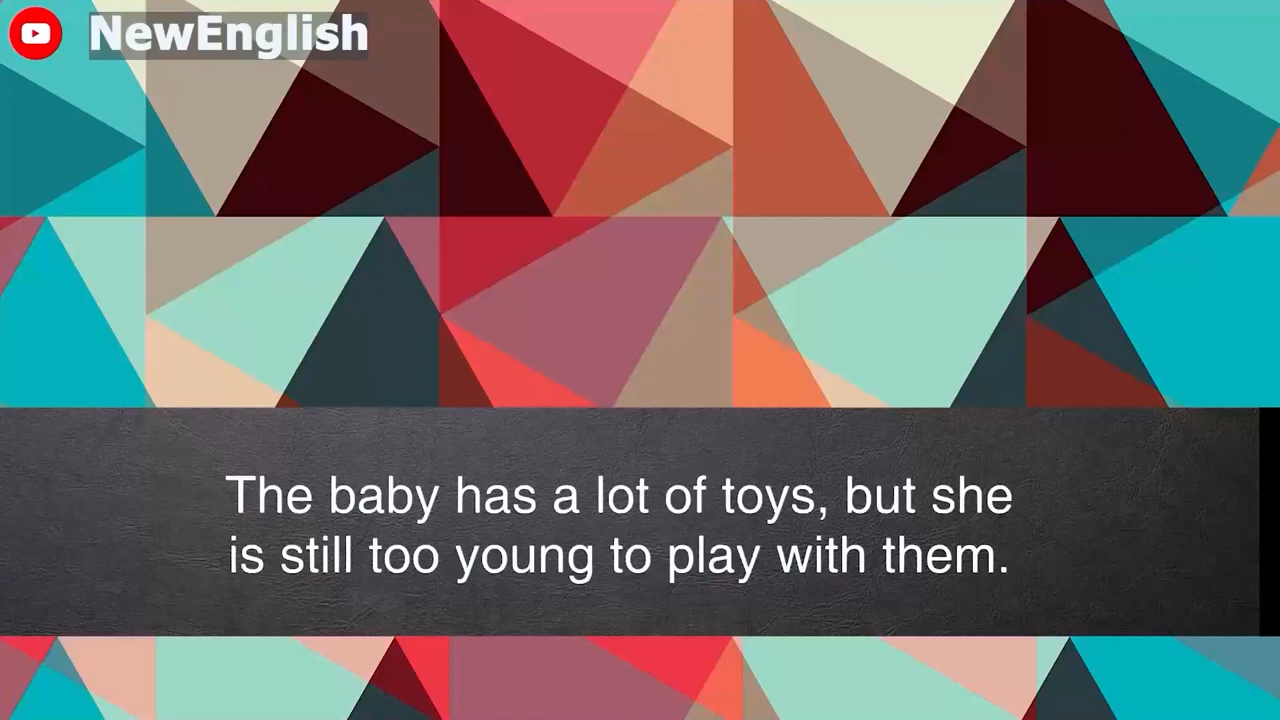 NewEnglish
The baby has a lot of toys, but she
is still too young to play with them.